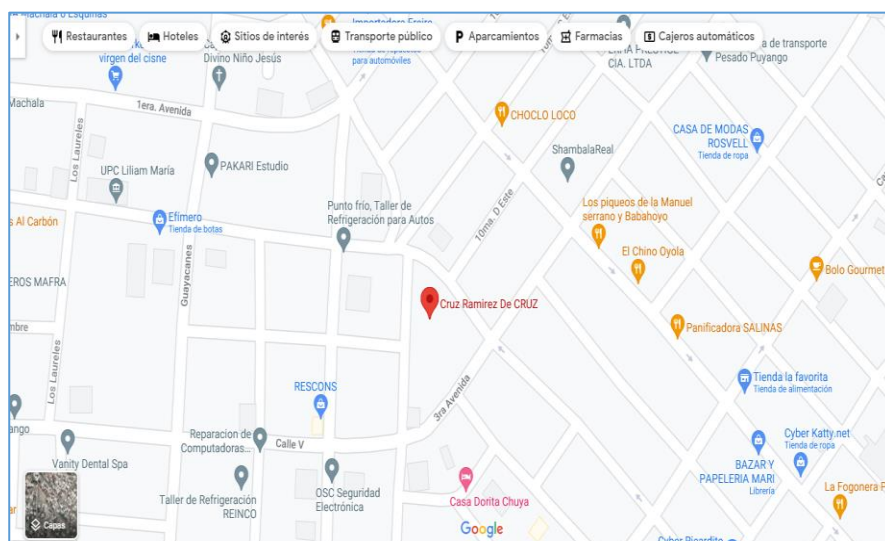 Restaurantes
Hoteles
Sitios de interés
Transporte público
Aparcamientos
Farmacias
Cajeros automáticos
virgen del cisne
Divino Niño Jesús
Tienda de repuestos
para automóviles
10ma. D Este
CIA. LTDA
a de transporte
Pesado Puyango
Machala
1era. Avenida
Los Laureles
CHOCLO LOCO
CASA DE MODAS
ROSVELL
Tienda de ropa
UPC Liliam María
PAKARI Estudio
ShambalaReal
Efimero
Tienda de botas
s Al Carbón
Punto frío, Taller de
Refrigeración para Autos
10ma. D Este
Los piqueos de la Manuel
serrano y Babahoyo
El Chino Oyola
Bolo Gourmet
EROS MAFRA
Guayacanes
Cruz Ramirez De CRUZ
Panificadora SALINAS
Los Laureles
RESCONS
3ra Avenida
Tienda la favorita
Tienda de alimentación
ango
Vanity Dental Spa
Reparacion de
Computadoras...
Calle V
Cyber Katty.net
Tienda de ropa
BAZAR Y
PAPELERIA MARI
Librería
Taller de Refrigeración
REINCO
OSC Seguridad
Electrónica
Casa Dorita Chuya
La Fogonera P
Capas
Google